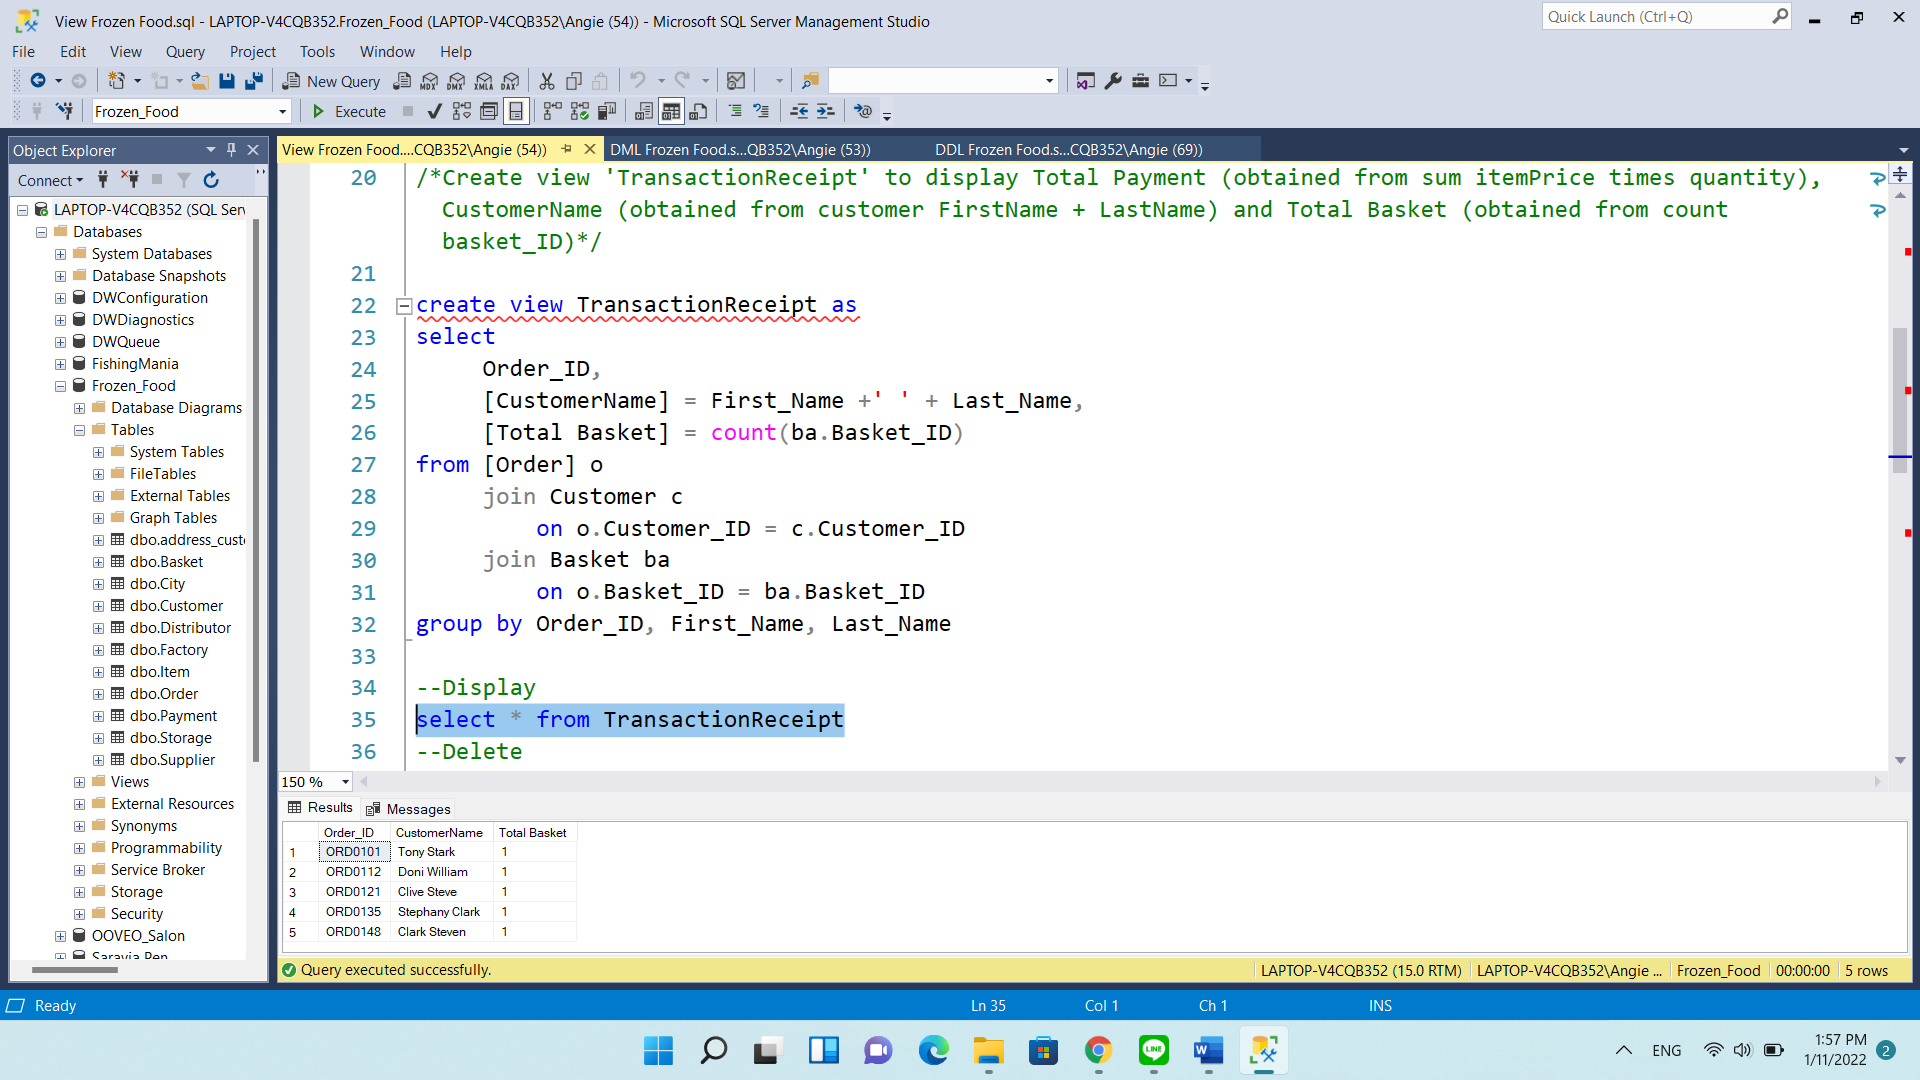 View Frozen Food.sql - LAPTOP-V4CQB352.Frozen_Food (LAPTOP-V4CQB352\Angie (54)) - Microsoft SQL Server Management Studio
Quick Launch (Ctrl+Q)
File Edit View Query Project Tools Window Help
New Query
MDX DMX XMLA DAX
Frozen_Food
Execute
Object Explorer
View Frozen Food....CQB352\Angie (54))
DML Frozen Food.s...QB352\Angie (53))
DDL Frozen Food.s...CQB352\Angie (69))
Connect
LAPTOP-V4CQB352 (SQL Serv
Databases
System Databases
Database Snapshots
DWConfiguration
DWDiagnostics
DWQueue
FishingMania
Frozen_Food
Database Diagrams
Tables
System Tables
FileTables
External Tables
Graph Tables
dbo.address_custo
dbo.Basket
dbo.City
dbo.Customer
dbo.Distributor
dbo.Factory
dbo.Item
dbo.Order
dbo.Payment
dbo.Storage
dbo.Supplier
Views
External Resources
Synonyms
Programmability
Service Broker
Storage
Security
OOVEO_Salon
Saravia Pen
20 /*Create view 'TransactionReceipt' to display Total Payment (obtained from sum itemPrice times quantity),
CustomerName (obtained from customer FirstName + LastName) and Total Basket (obtained from count
basket_ID)*/
21
22 create view TransactionReceipt as
23 select
24 Order_ID,
25 [CustomerName] = First_Name +' ' + Last_Name,
26 [Total Basket] = count(ba.Basket_ID)
27 from [Order] o
28 join Customer c
29 on o.Customer_ID = c.Customer_ID
30 join Basket ba
31 on o.Basket_ID = ba.Basket_ID
32 group by Order_ID, First_Name, Last_Name
33
34 --Display
35 select * from TransactionReceipt
36 --Delete
150 %
Results Messages
Order_ID CustomerName Total Basket
1 ORD0101 Tony Stark 1
2 ORD0112 Doni William 1
3 ORD0121 Clive Steve 1
4 ORD0135 Stephany Clark 1
5 ORD0148 Clark Steven 1
Query executed successfully.
LAPTOP-V4CQB352 (15.0 RTM) LAPTOP-V4CQB352\Angie ... Frozen_Food 00:00:00 5 rows
Ready Ln 35 Col 1 Ch 1 INS
LINE
W
ENG
1:57 PM
1/11/2022
2